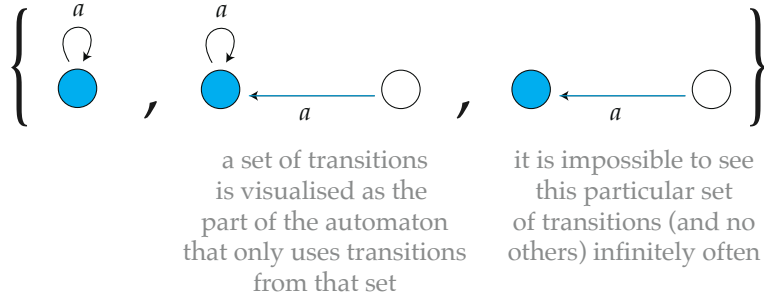 a a
{ , , }
a a
a set of transitions
is visualised as the
part of the automaton
that only uses transitions
from that set
it is impossible to see
this particular set
of transitions (and no
others) infinitely often